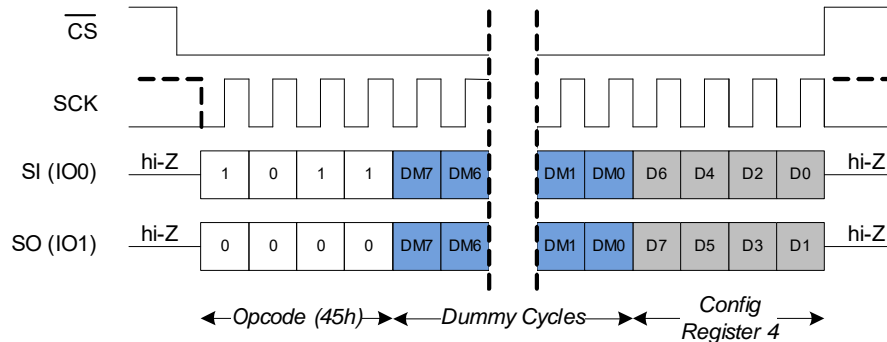 CS
SCK
SI (IO0) hi-Z 1 0 1 1 DM7 DM6 DM1 DM0 D6 D4 D2 D0 hi-Z
SO (IO1) hi-Z 0 0 0 0 DM7 DM6 DM1 DM0 D7 D5 D3 D1 hi-Z
Opcode (45h) Dummy Cycles Config
Register 4